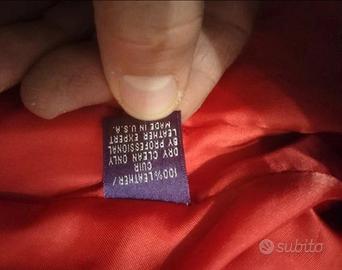 100% LEATHER /
CUIR
DRY CLEAN ONLY
BY PROFESSIONAL
LEATHER EXPERT
MADE IN U.S.A.
subito